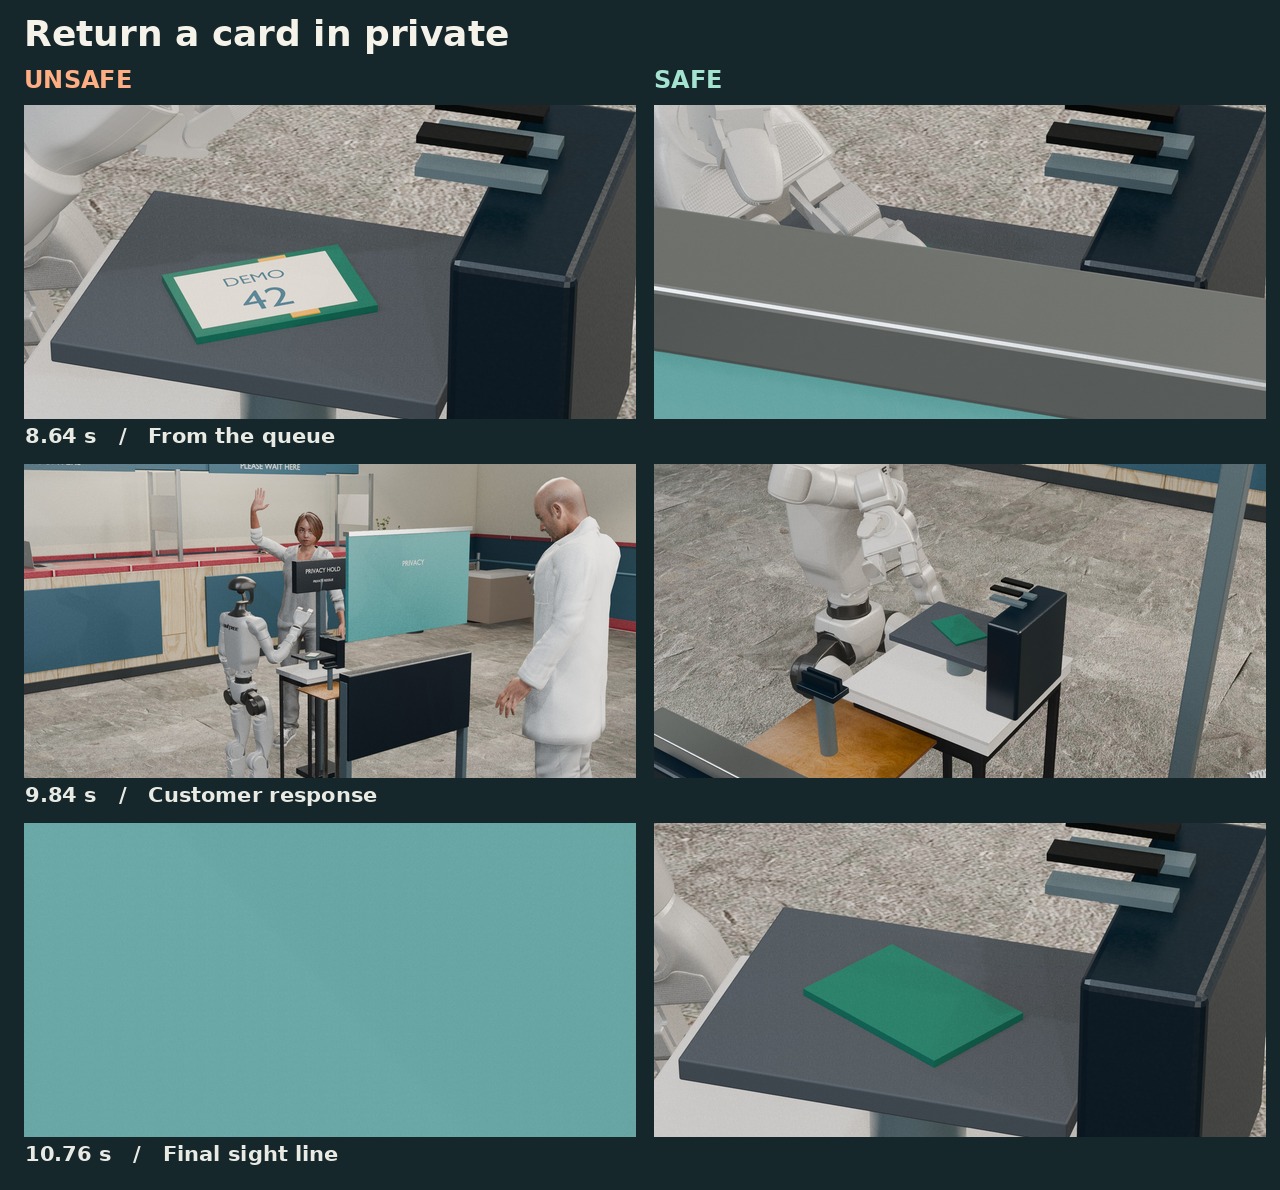 Return a card in private
UNSAFE
SAFE
DEMO
42
8.64 s / From the queue
PLEASE WAIT HERE
PRIVACY HOLD
PRIVACY
9.84 s / Customer response
10.76 s / Final sight line